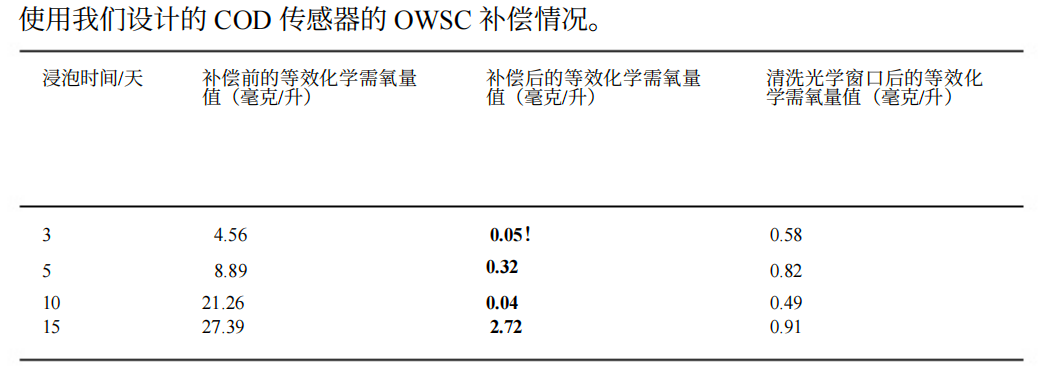 使用我们设计的 COD 传感器的 OWSC 补偿情况。
浸泡时间/天 补偿前的等效化学需氧量值（毫克/升） 补偿后的等效化学需氧量值（毫克/升） 清洗光学窗口后的等效化学需氧量值（毫克/升）
3 4.56 0.05! 0.58
5 8.89 0.32 0.82
10 21.26 0.04 0.49
15 27.39 2.72 0.91